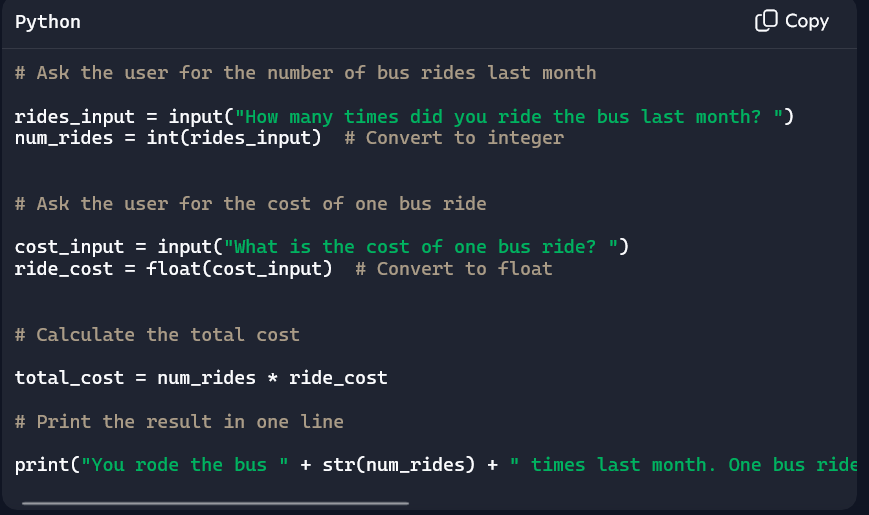 Python
Copy
# Ask the user for the number of bus rides last month
rides_input = input("How many times did you ride the bus last month? ")
num_rides = int(rides_input)  # Convert to integer
# Ask the user for the cost of one bus ride
cost_input = input("What is the cost of one bus ride? ")
ride_cost = float(cost_input)  # Convert to float
# Calculate the total cost
total_cost = num_rides * ride_cost
# Print the result in one line
print("You rode the bus " + str(num_rides) + " times last month. One bus ride